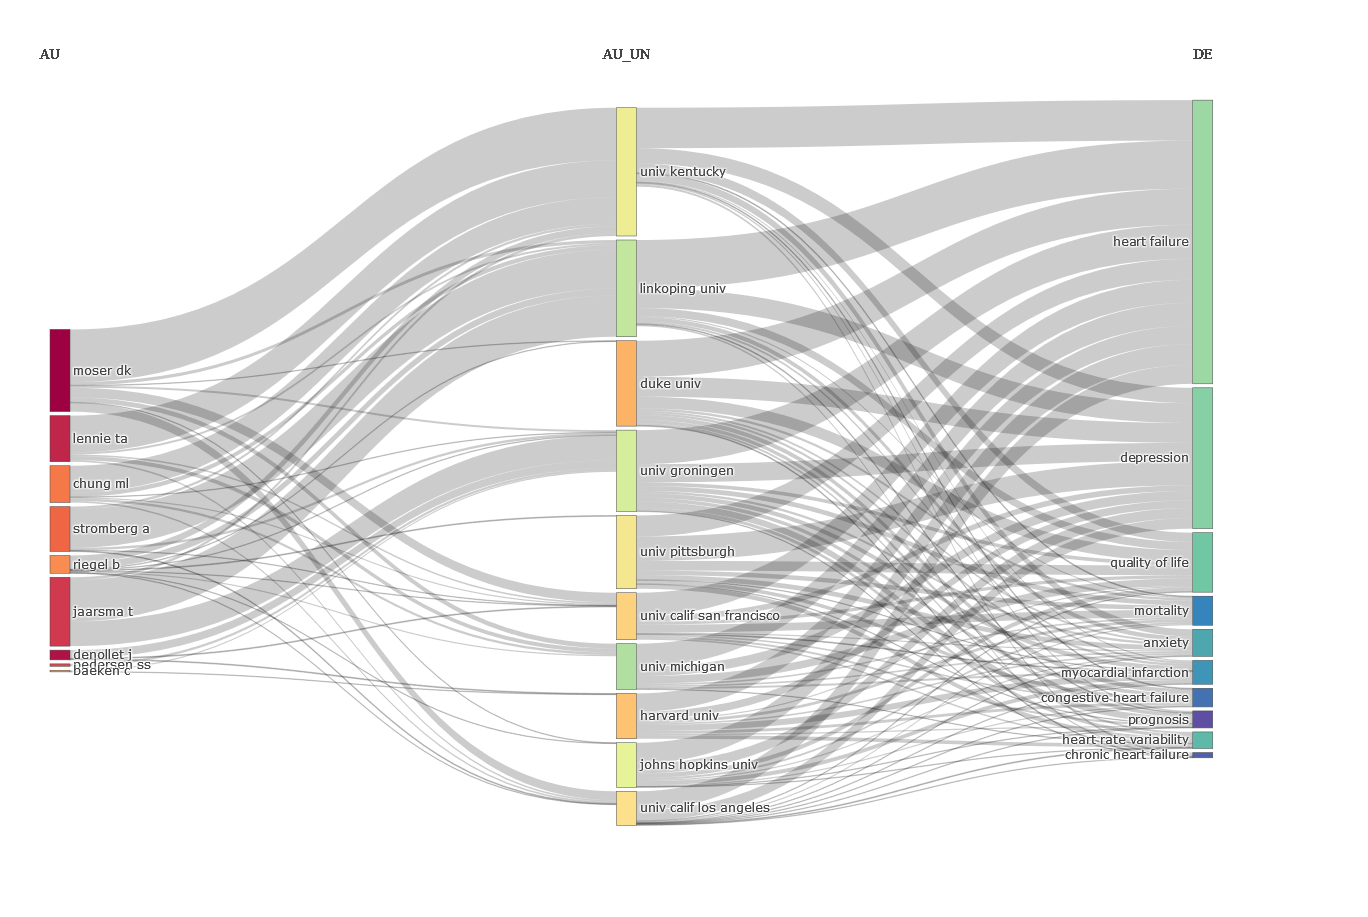 AU
AU_UN
DE
moser dk
lennie ta
chung ml
stromberg a
riegel b
jaarsma t
denollet j
pedersen ss
baeken c
univ kentucky
linkoping univ
duke univ
univ groningen
univ pittsburgh
univ calif san francisco
univ michigan
harvard univ
johns hopkins univ
univ calif los angeles
heart failure
depression
quality of life
mortality
anxiety
myocardial infarction
congestive heart failure
prognosis
heart rate variability
chronic heart failure